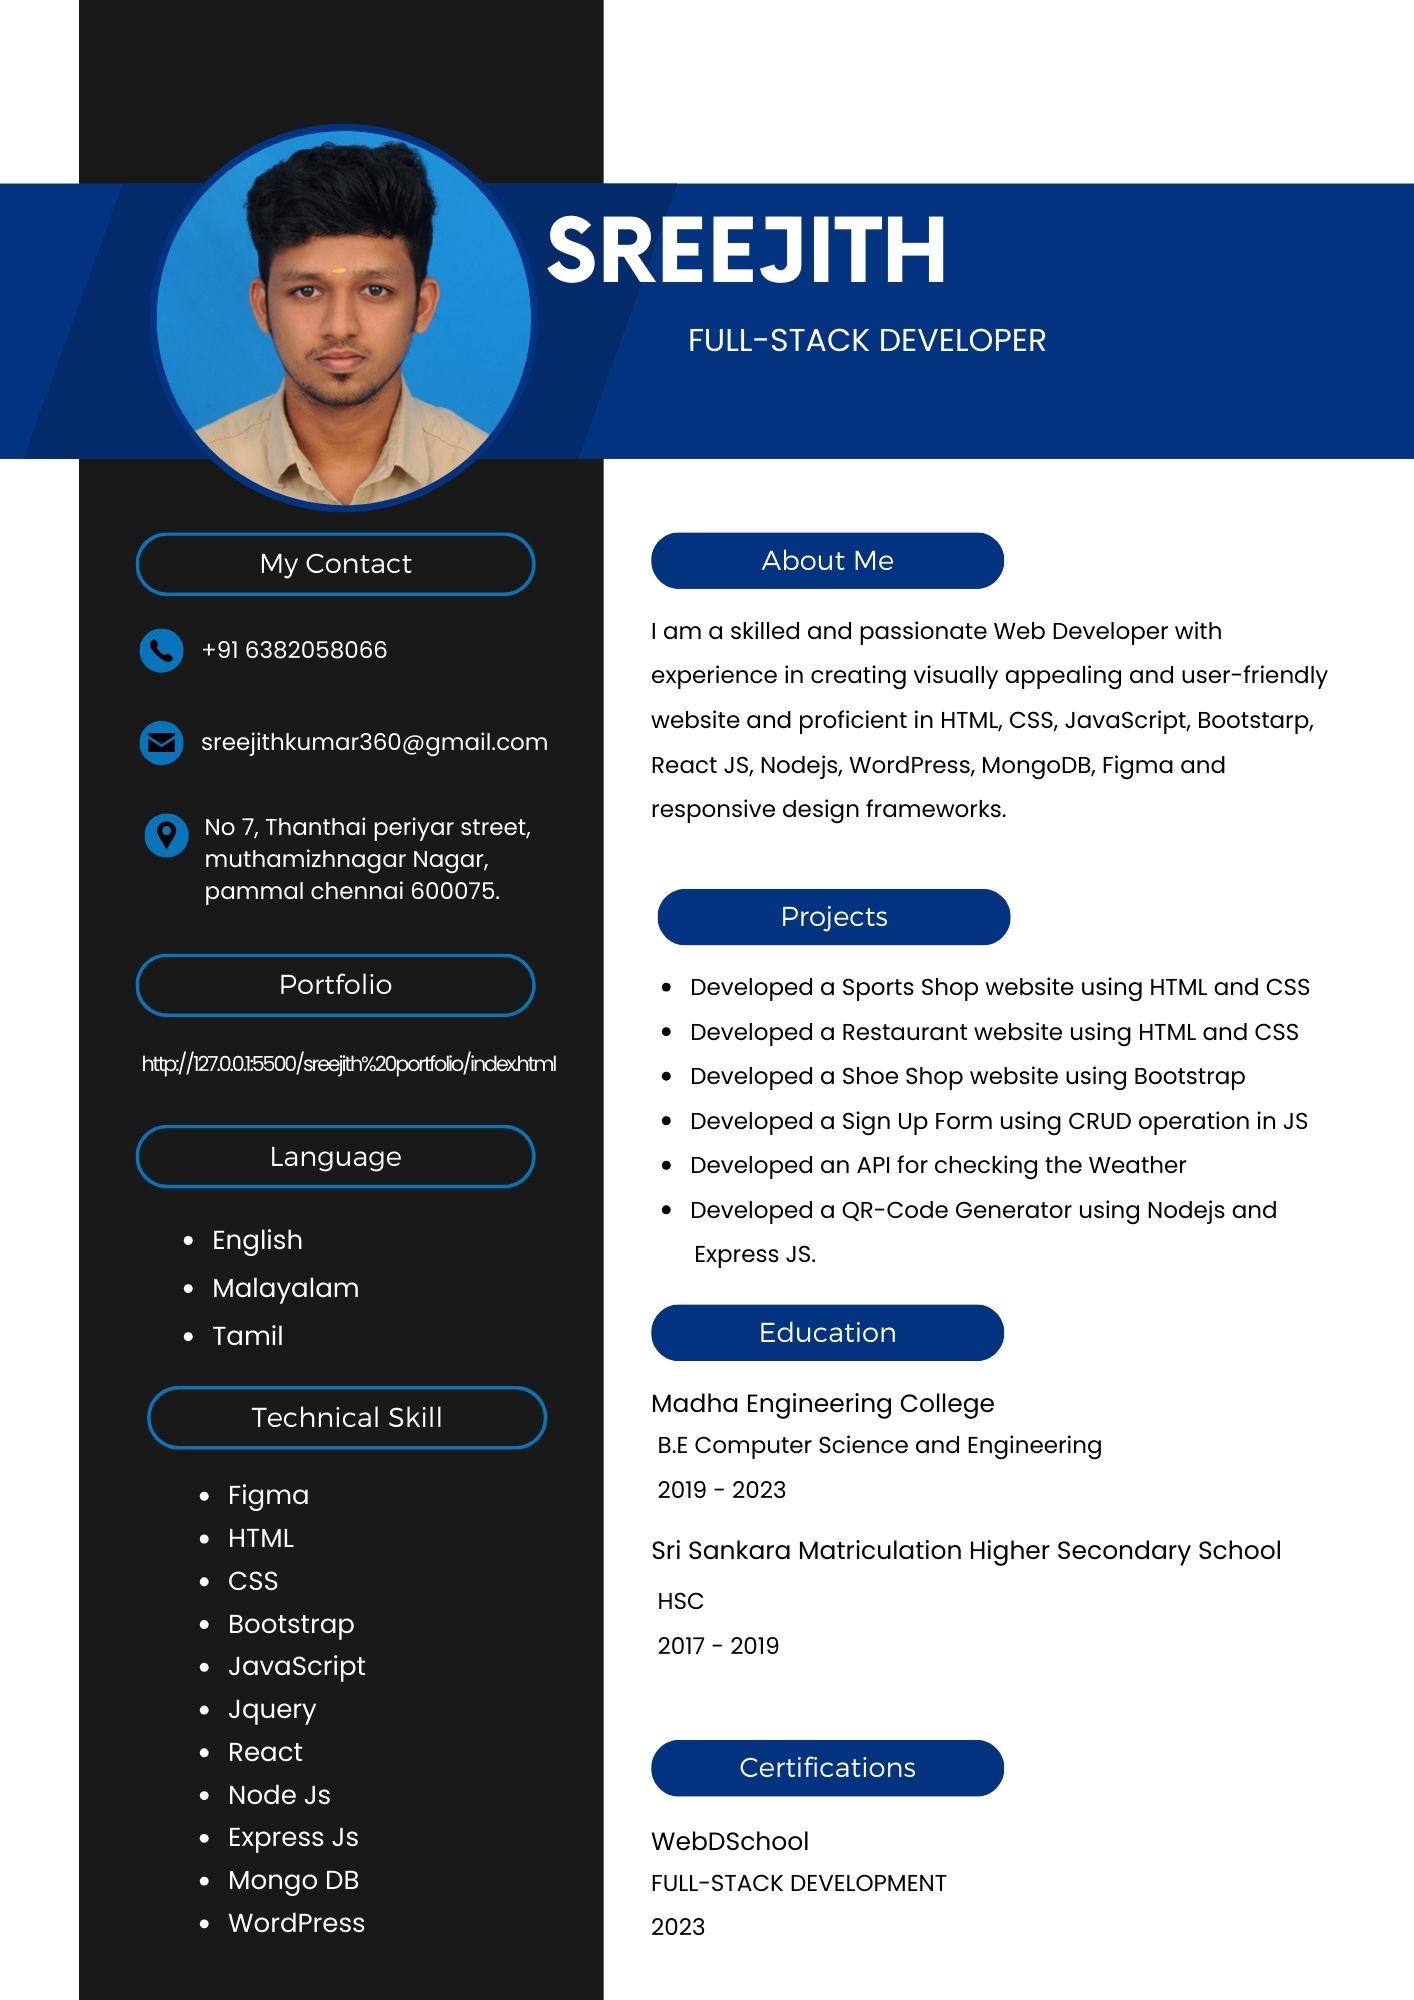 SREEJITH
FULL-STACK DEVELOPER
My Contact
+91 6382058066
sreejithkumar360@gmail.com
No 7, Thanthai periyar street,
muthamizhnagar Nagar,
pammal chennai 600075.
Portfolio
http://127.0.0.1:5500/sreejith%20portfolio/index.html
Language
• English
• Malayalam
• Tamil
Technical Skill
• Figma
• HTML
• CSS
• Bootstrap
• JavaScript
• Jquery
• React
• Node Js
• Express Js
• Mongo DB
• WordPress
About Me
I am a skilled and passionate Web Developer with
experience in creating visually appealing and user-friendly
website and proficient in HTML, CSS, JavaScript, Bootstarp,
React JS, Nodejs, WordPress, MongoDB, Figma and
responsive design frameworks.
Projects
• Developed a Sports Shop website using HTML and CSS
• Developed a Restaurant website using HTML and CSS
• Developed a Shoe Shop website using Bootstrap
• Developed a Sign Up Form using CRUD operation in JS
• Developed an API for checking the Weather
• Developed a QR-Code Generator using Nodejs and
Express JS.
Education
Madha Engineering College
B.E Computer Science and Engineering
2019 - 2023
Sri Sankara Matriculation Higher Secondary School
HSC
2017 - 2019
Certifications
WebDSchool
FULL-STACK DEVELOPMENT
2023